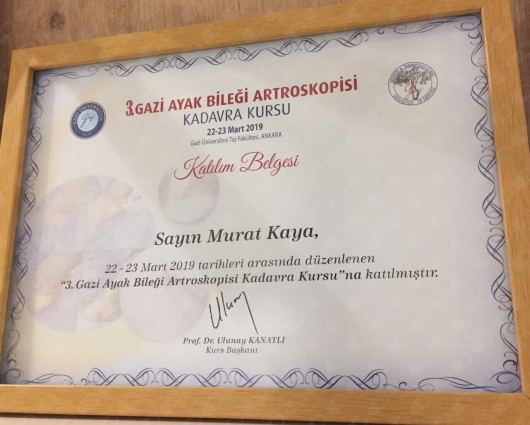 3.GAZİ AYAK BİLEĞİ ARTROSKOPİSİ
KADAVRA KURSU
22-23 Mart 2019
Gazi Üniversitesi Tıp Fakültesi, ANKARA
Katılım Belgesi
Sayın Murat Kaya,
22 - 23 Mart 2019 tarihleri arasında düzenlenen
“3. Gazi Ayak Bileği Artroskopisi Kadavra Kursu”na katılmıştır.
Prof. Dr. Ulunay KANATLI
Kurs Başkanı